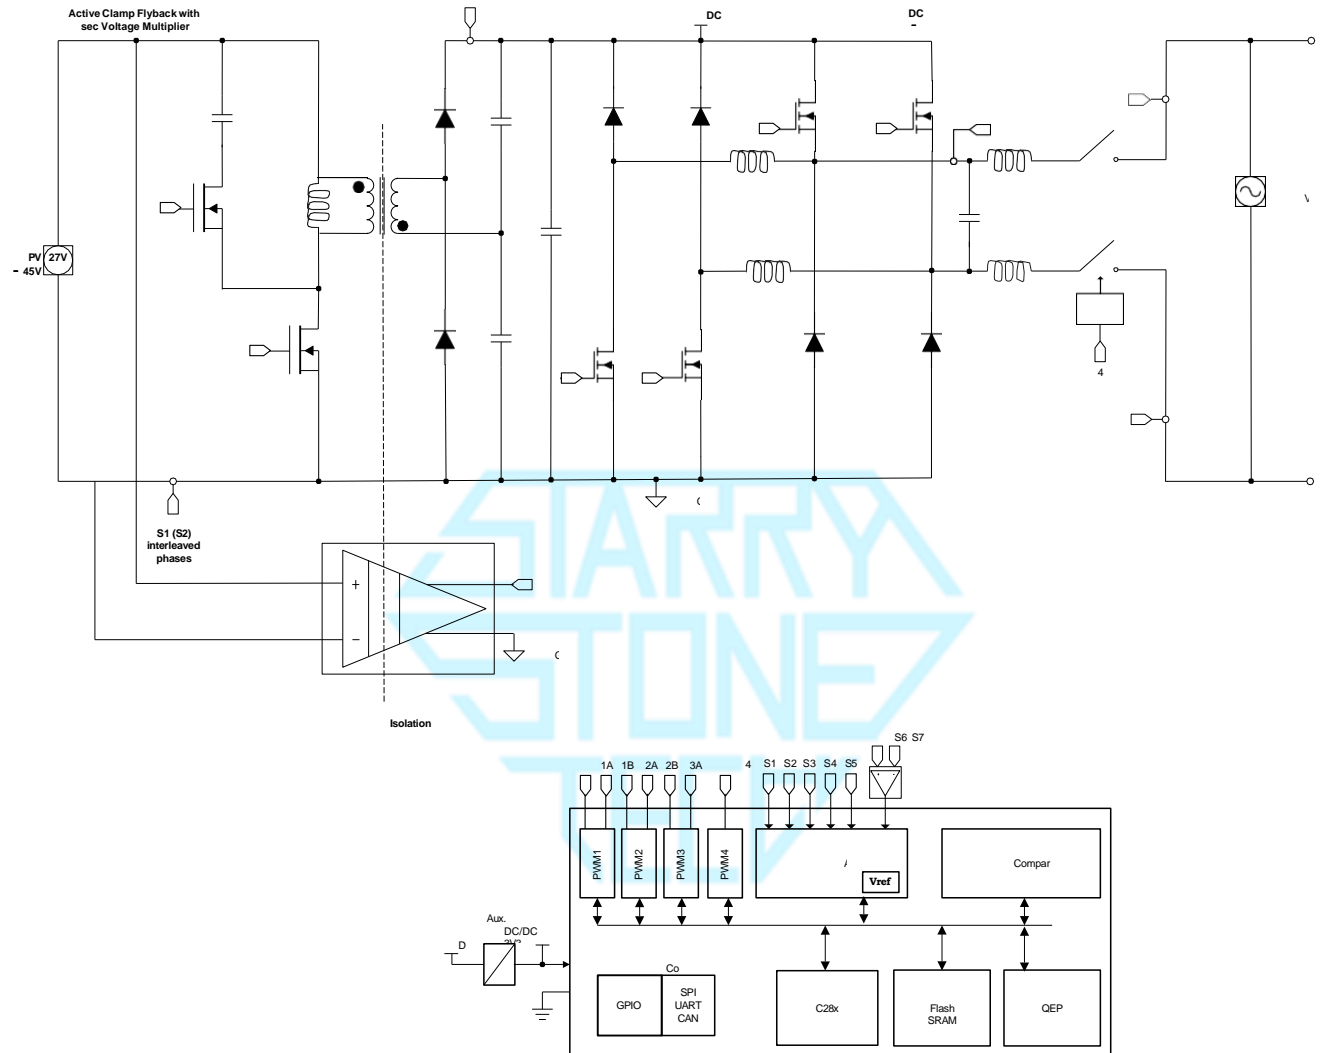 Active Clamp Flyback with
sec Voltage Multiplier
DC
DC
-
PV
- 45V
27V
4
S1 (S2)
interleaved
phases
+
−
Isolation
STARRY
STONE
S6 S7
1A 1B 2A 2B 3A 4 S1 S2 S3 S4 S5
PWM1
PWM2
PWM3
PWM4
Vref
Compar
Aux.
DC/DC
D
Co
GPIO
SPI
UART
CAN
C28x
Flash
SRAM
QEP